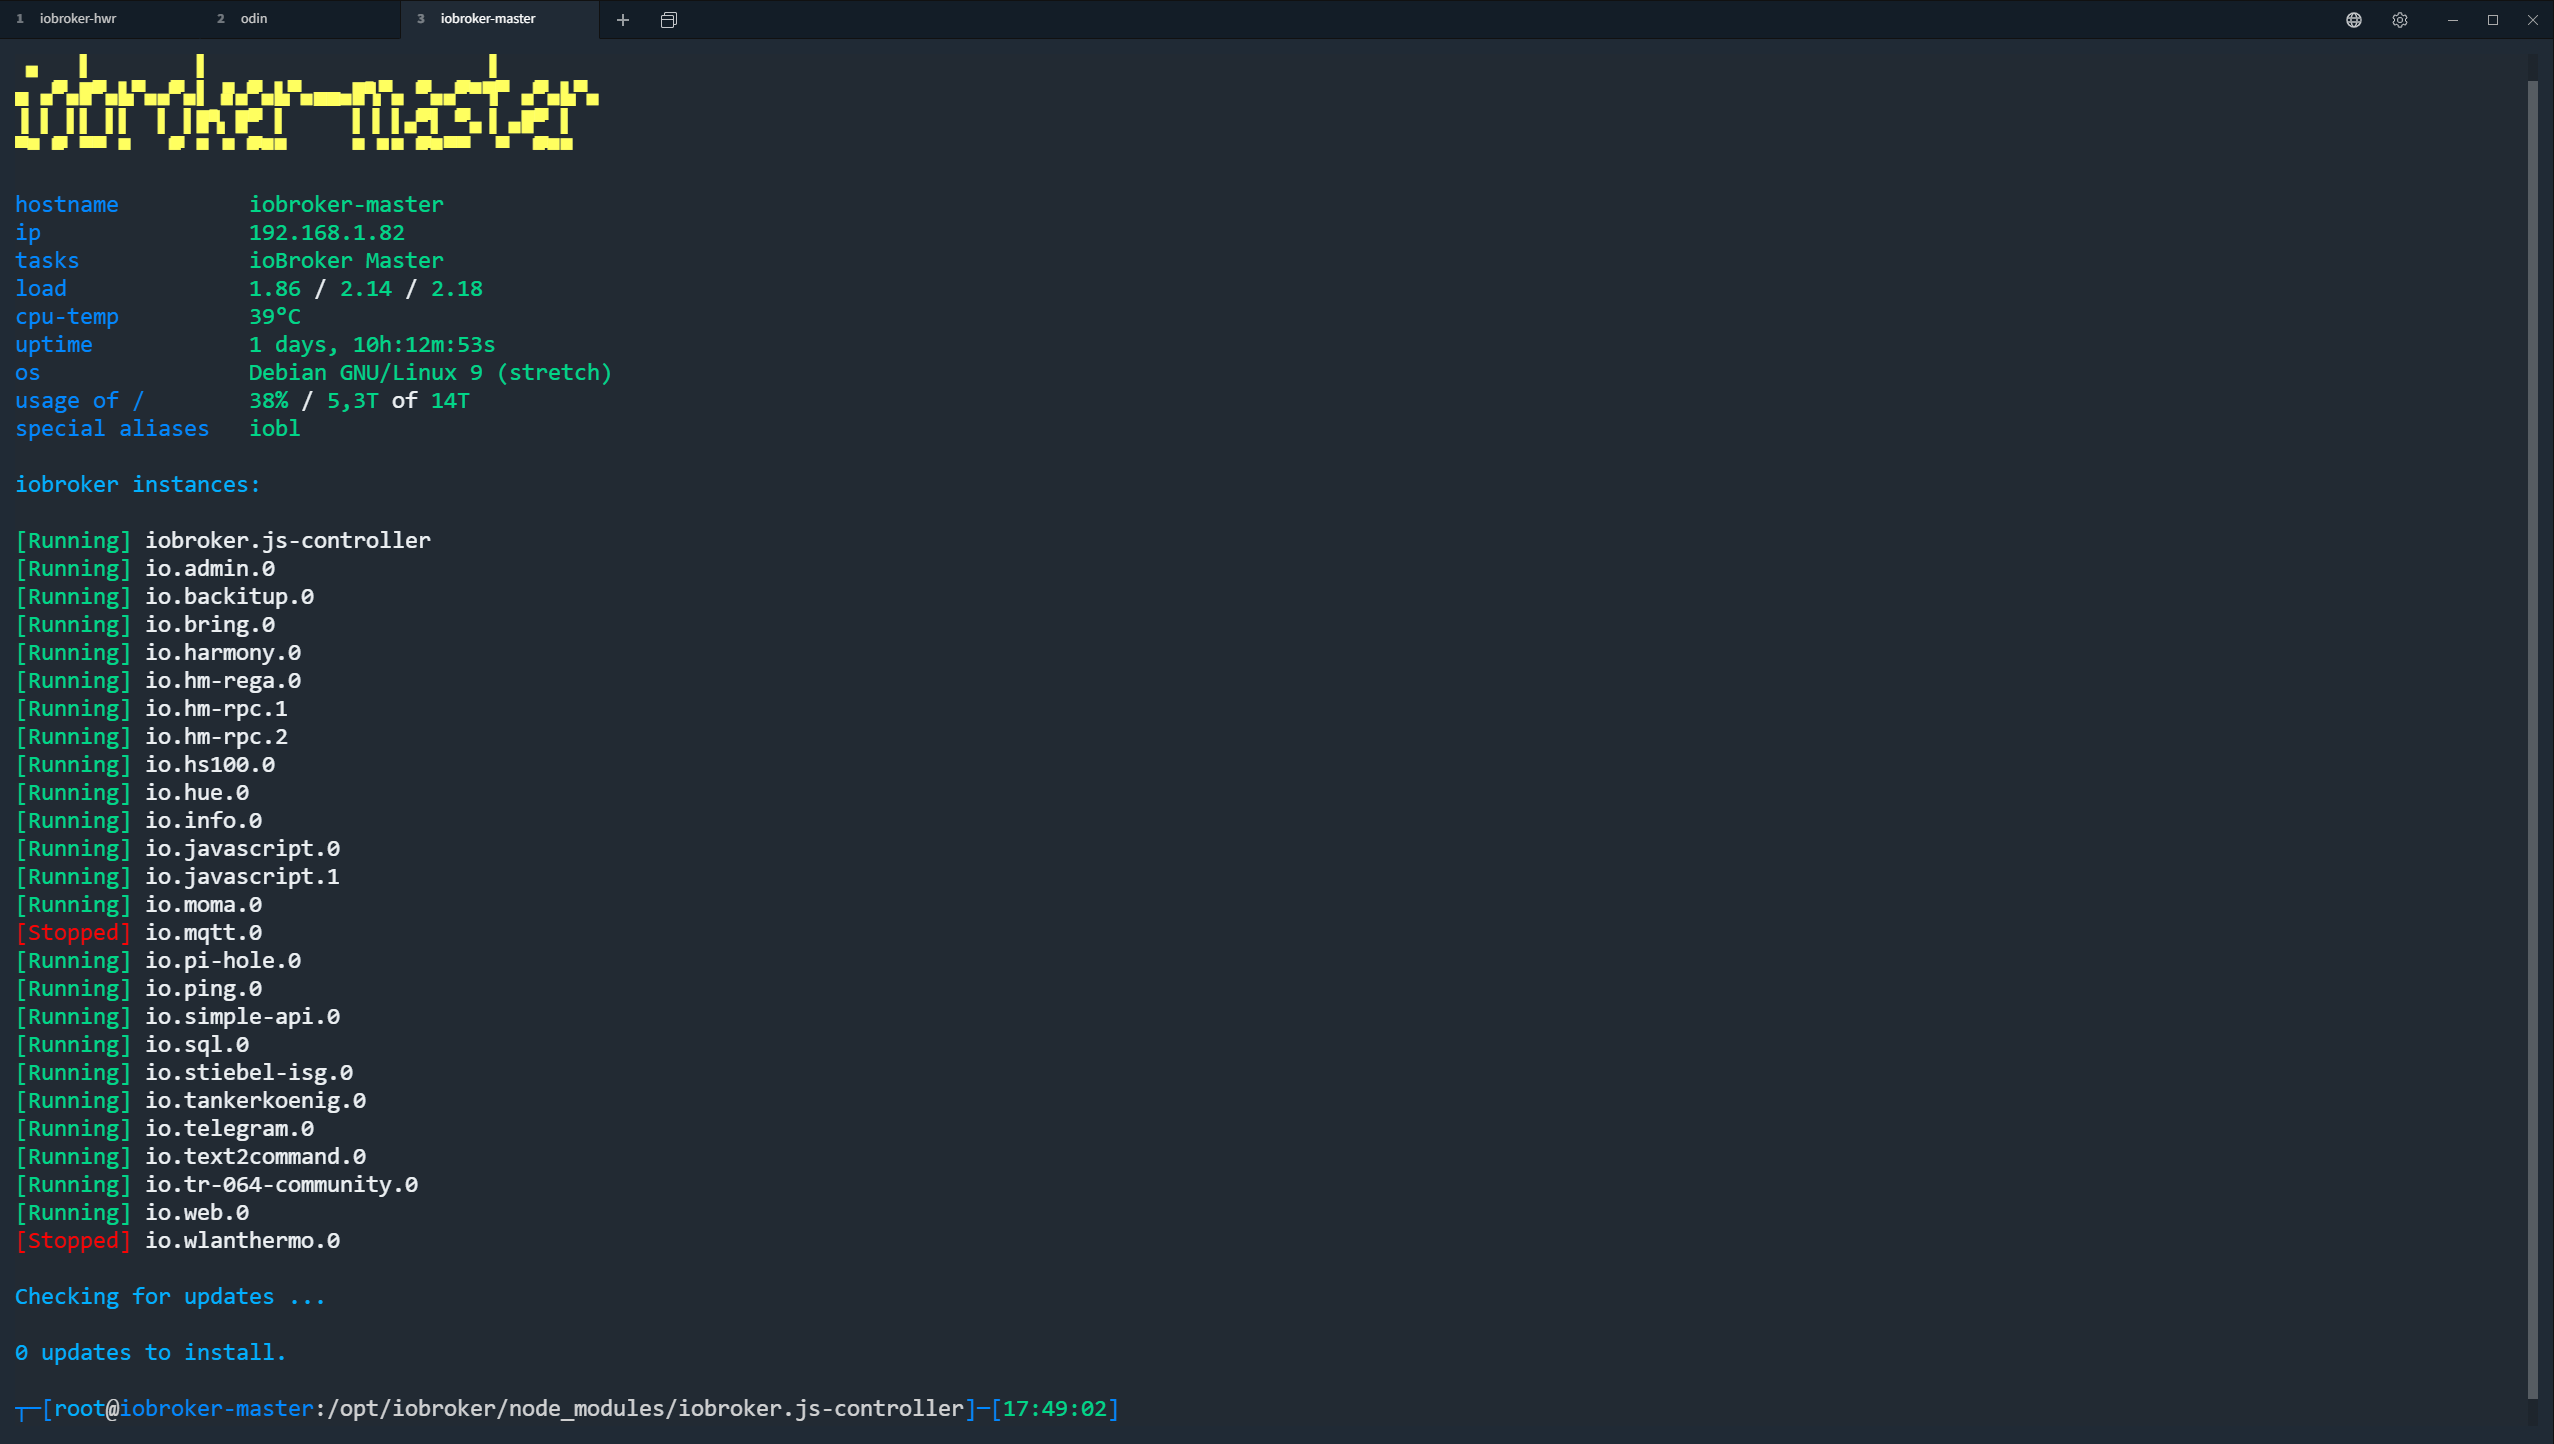 1 iobroker-hwr 2 odin 3 iobroker-master
iobroker-master
hostname iobroker-master
ip 192.168.1.82
tasks ioBroker Master
load 1.86 / 2.14 / 2.18
cpu-temp 39°C
uptime 1 days, 10h:12m:53s
os Debian GNU/Linux 9 (stretch)
usage of / 38% / 5,3T of 14T
special aliases iobl
iobroker instances:
[Running] iobroker.js-controller
[Running] io.admin.0
[Running] io.backitup.0
[Running] io.bring.0
[Running] io.harmony.0
[Running] io.hm-rega.0
[Running] io.hm-rpc.1
[Running] io.hm-rpc.2
[Running] io.hs100.0
[Running] io.hue.0
[Running] io.info.0
[Running] io.javascript.0
[Running] io.javascript.1
[Running] io.moma.0
[Stopped] io.mqtt.0
[Running] io.pi-hole.0
[Running] io.ping.0
[Running] io.simple-api.0
[Running] io.sql.0
[Running] io.stiebel-isg.0
[Running] io.tankerkoenig.0
[Running] io.telegram.0
[Running] io.text2command.0
[Running] io.tr-064-community.0
[Running] io.web.0
[Stopped] io.wlanthermo.0
Checking for updates ...
0 updates to install.
┬─[root@iobroker-master:/opt/iobroker/node_modules/iobroker.js-controller]─[17:49:02]